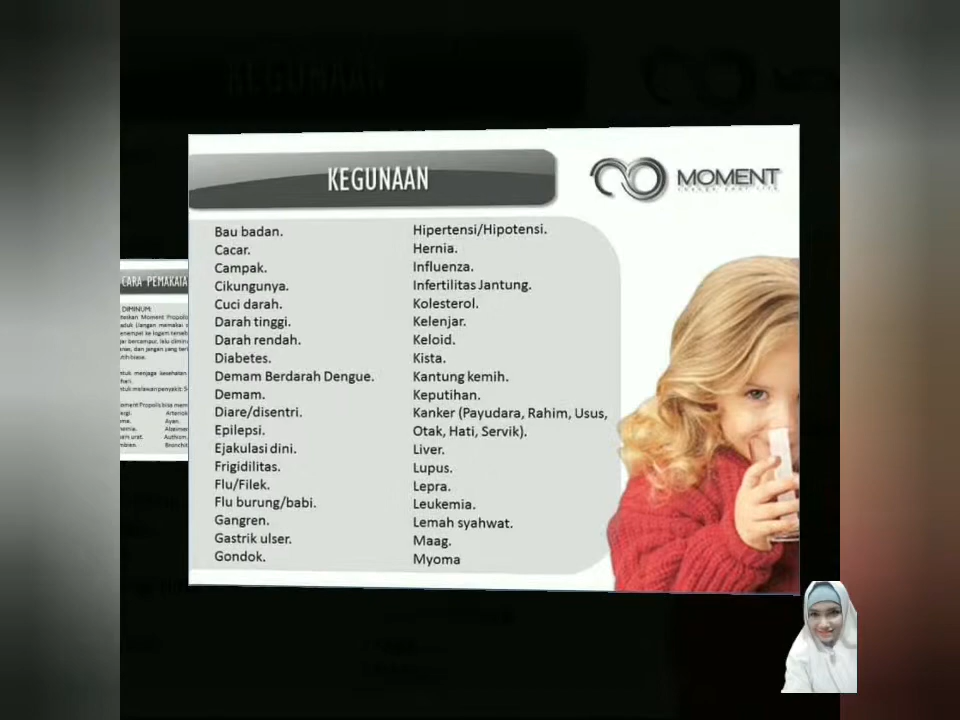 KEGUNAAN
MOMENT
Bau badan.
Cacar.
Campak.
Cikungunya.
Cuci darah.
Darah tinggi.
Darah rendah.
Diabetes.
Demam Berdarah Dengue.
Demam.
Diare/disentri.
Epilepsi.
Ejakulasi dini.
Frigidilitas.
Flu/Filek.
Flu burung/babi.
Gangren.
Gastrik ulser.
Gondok.
Hipertensi/Hipotensi.
Hernia.
Influenza.
Infertilitas Jantung.
Kolesterol.
Kelenjar.
Keloid.
Kista.
Kantung kemih.
Keputihan.
Kanker (Payudara, Rahim, Usus,
Otak, Hati, Servik).
Liver.
Lupus.
Lepra.
Leukemia.
Lemah syahwat.
Maag.
Myoma
CARA PEMAKAIA
DIMINUM: